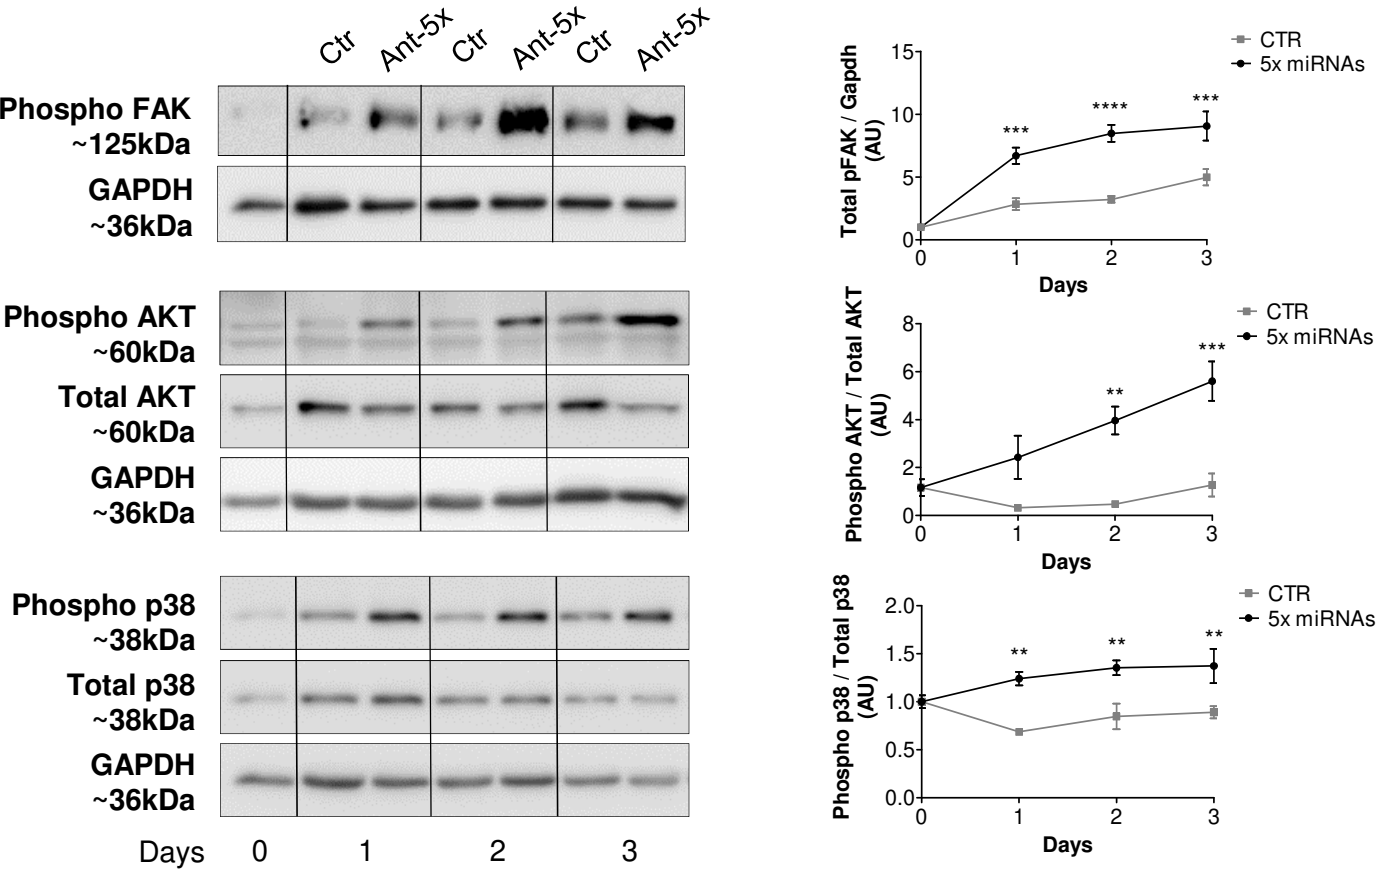 Ctr Ant-5x Ctr Ant-5x Ctr Ant-5x
Phospho FAK
~125kDa
GAPDH
~36kDa
Phospho AKT
~60kDa
Total AKT
~60kDa
GAPDH
~36kDa
Phospho p38
~38kDa
Total p38
~38kDa
GAPDH
~36kDa
Days 0 1 2 3
CTR
5x miRNAs
Total pFAK / Gapdh
(AU)
15
10
5
0
*** **** ***
0 1 2 3
Days
CTR
5x miRNAs
Phospho AKT / Total AKT
(AU)
8
6
4
2
0
** ***
0 1 2 3
Days
CTR
5x miRNAs
Phospho p38 / Total p38
(AU)
2.0
1.5
1.0
0.5
0.0
** ** **
0 1 2 3
Days